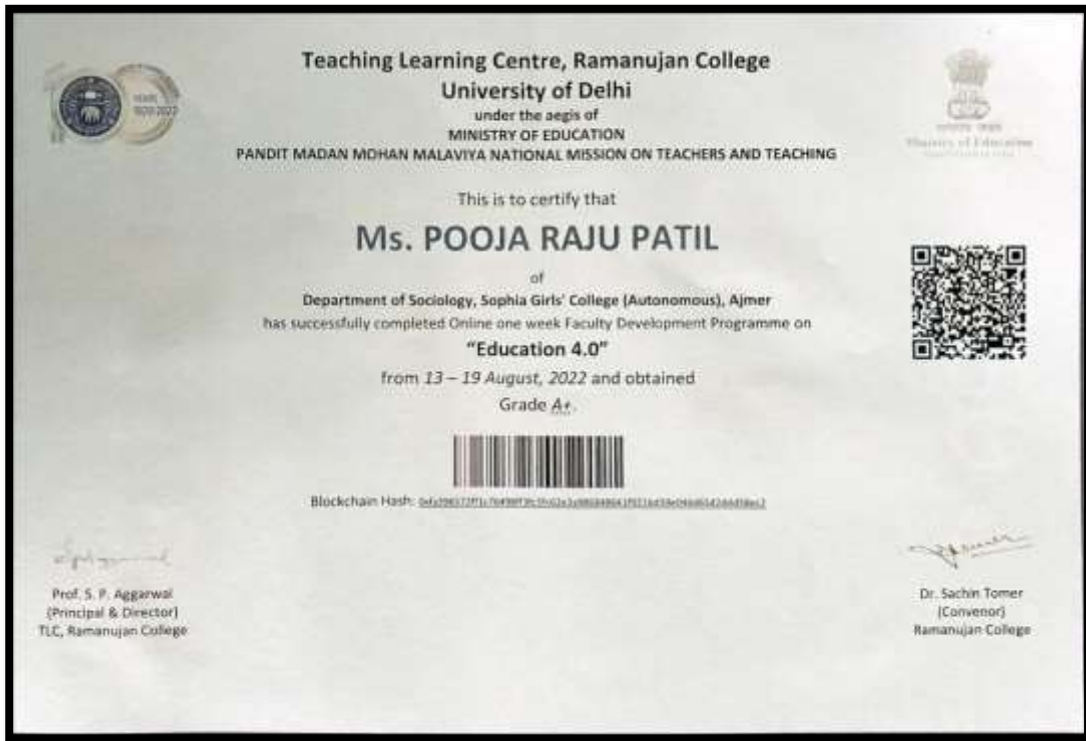 Teaching Learning Centre, Ramanujan College
University of Delhi
under the aegis of
MINISTRY OF EDUCATION
PANDIT MADAN MOHAN MALAVIYA NATIONAL MISSION ON TEACHERS AND TEACHING
Ministry of Education
This is to certify that
Ms. POOJA RAJU PATIL
of
Department of Sociology, Sophia Girls' College (Autonomous), Ajmer
has successfully completed Online one week Faculty Development Programme on
"Education 4.0"
from 13 – 19 August, 2022 and obtained
Grade A+.
Blockchain Hash:
Prof. S. P. Aggarwal
(Principal & Director)
TLC, Ramanujan College
Dr. Sachin Tomer
(Convenor)
Ramanujan College